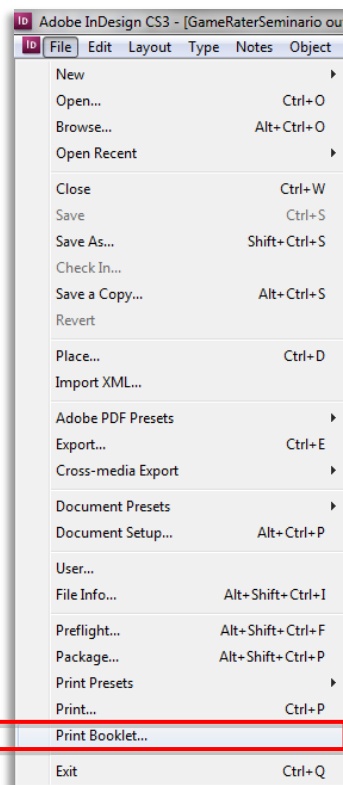 ID Adobe InDesign CS3 - [GameRaterSeminario ou
ID File Edit Layout Type Notes Object
New
Open... Ctrl+O
Browse... Alt+Ctrl+O
Open Recent
Close Ctrl+W
Save Ctrl+S
Save As... Shift+Ctrl+S
Check In...
Save a Copy... Alt+Ctrl+S
Revert
Place... Ctrl+D
Import XML...
Adobe PDF Presets
Export... Ctrl+E
Cross-media Export
Document Presets
Document Setup... Alt+Ctrl+P
User...
File Info... Alt+Shift+Ctrl+I
Preflight... Alt+Shift+Ctrl+F
Package... Alt+Shift+Ctrl+P
Print Presets
Print... Ctrl+P
Print Booklet...
Exit Ctrl+Q